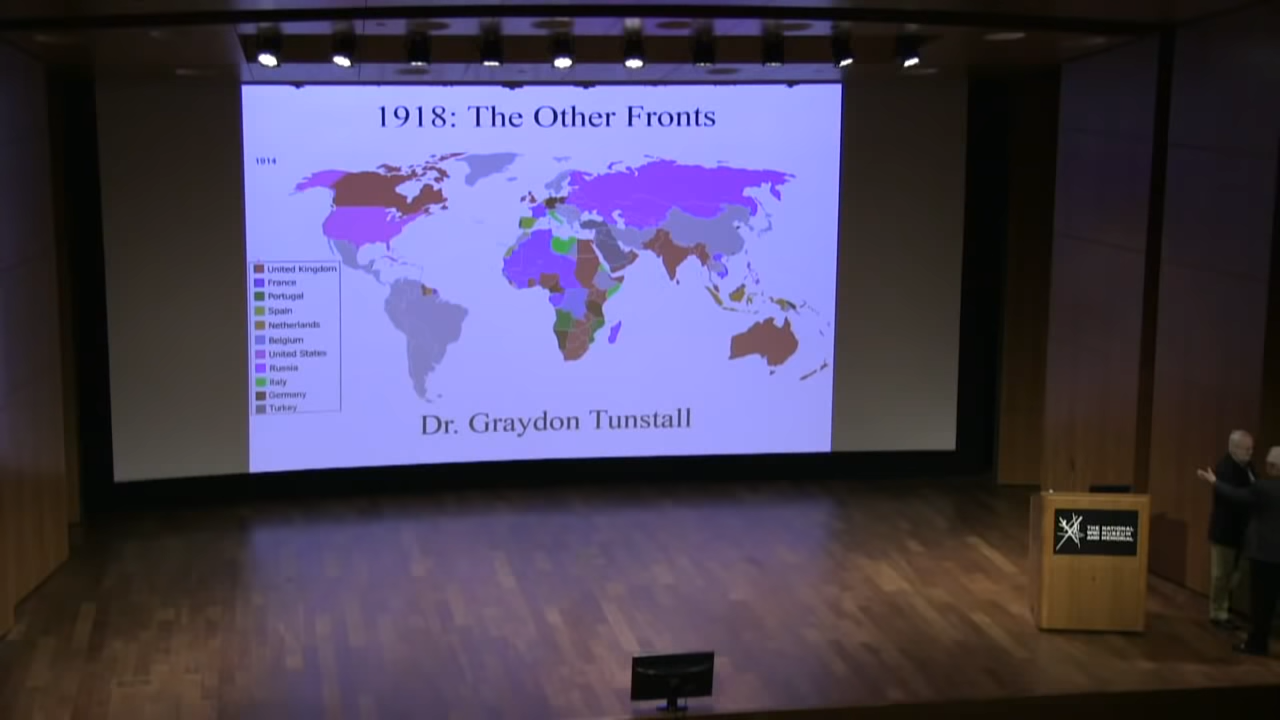 1918: The Other Fronts
1914
United Kingdom
France
Portugal
Spain
Netherlands
Belgium
United States
Russia
Italy
Germany
Turkey
Dr. Graydon Tunstall
THE NATIONAL
WWI MUSEUM
AND MEMORIAL